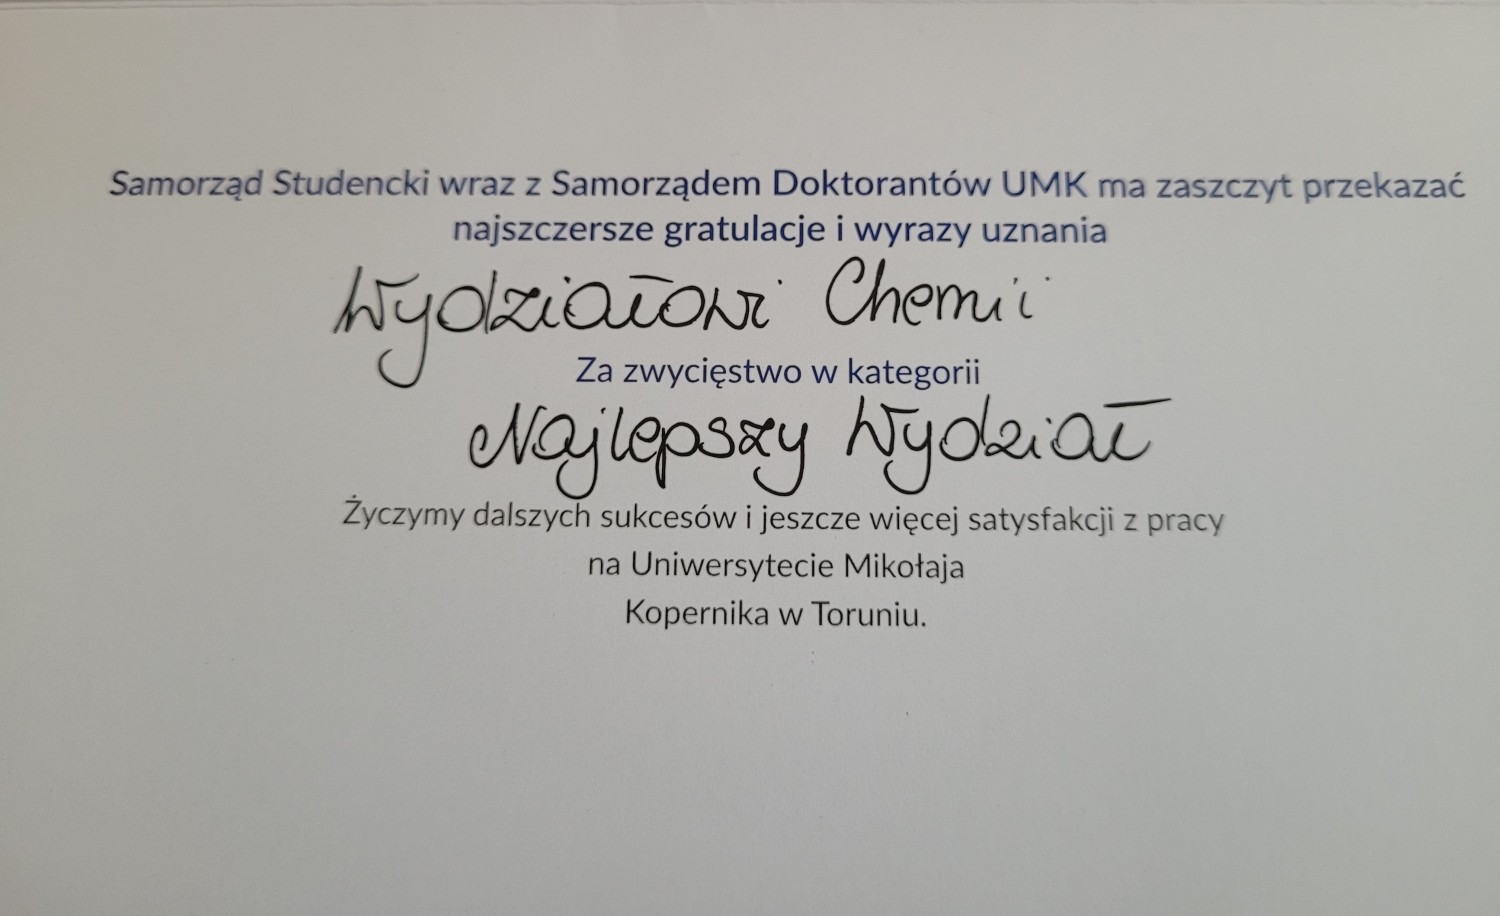 Samorząd Studencki wraz z Samorządem Doktorantów UMK ma zaszczyt przekazać
najszczersze gratulacje i wyrazy uznania
Wydziałowi Chemii
Za zwycięstwo w kategorii
Najlepszy Wydział
Życzymy dalszych sukcesów i jeszcze więcej satysfakcji z pracy
na Uniwersytecie Mikołaja
Kopernika w Toruniu.